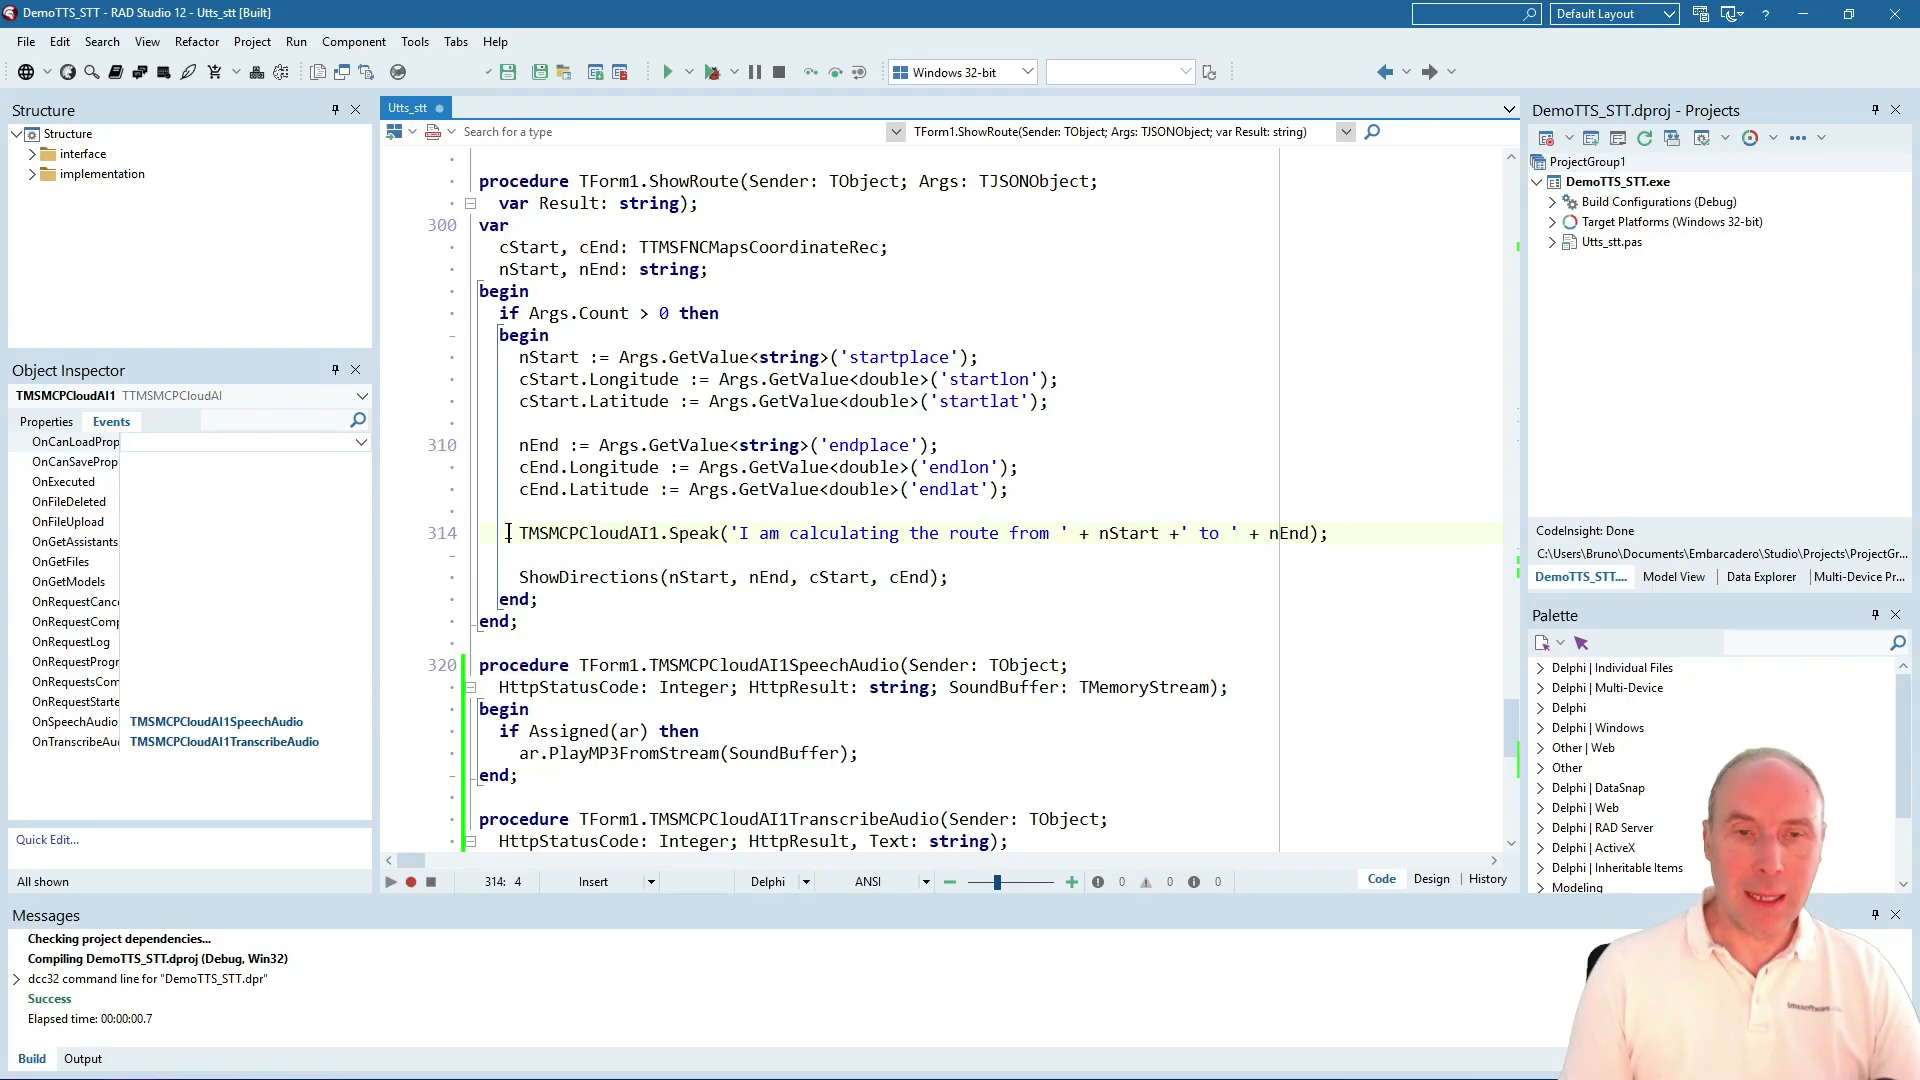 DemoTTS_STT - RAD Studio 12 - Utts_stt [Built]
Default Layout
File Edit Search View Refactor Project Run Component Tools Tabs Help
Windows 32-bit
Structure
Structure
interface
implementation
Object Inspector
TMSMCPCloudAI1 TTMSMCPCloudAI
Properties Events
OnCanLoadProp
OnCanSaveProp
OnExecuted
OnFileDeleted
OnFileUpload
OnGetAssistants
OnGetFiles
OnGetModels
OnRequestCance
OnRequestComp
OnRequestLog
OnRequestProgr
OnRequestsCom
OnRequestStarte
OnSpeechAudio TMSMCPCloudAI1SpeechAudio
OnTranscribeAu TMSMCPCloudAI1TranscribeAudio
Quick Edit...
All shown
Utts_stt
Search for a type
TForm1.ShowRoute(Sender: TObject; Args: TJSONObject; var Result: string)
procedure TForm1.ShowRoute(Sender: TObject; Args: TJSONObject;
var Result: string);
300 var
cStart, cEnd: TTMSFNCMapsCoordinateRec;
nStart, nEnd: string;
begin
if Args.Count > 0 then
begin
nStart := Args.GetValue<string>('startplace');
cStart.Longitude := Args.GetValue<double>('startlon');
cStart.Latitude := Args.GetValue<double>('startlat');
310 nEnd := Args.GetValue<string>('endplace');
cEnd.Longitude := Args.GetValue<double>('endlon');
cEnd.Latitude := Args.GetValue<double>('endlat');
314 TMSMCPCloudAI1.Speak('I am calculating the route from ' + nStart +' to ' + nEnd);
ShowDirections(nStart, nEnd, cStart, cEnd);
end;
end;
320 procedure TForm1.TMSMCPCloudAI1SpeechAudio(Sender: TObject;
HttpStatusCode: Integer; HttpResult: string; SoundBuffer: TMemoryStream);
begin
if Assigned(ar) then
ar.PlayMP3FromStream(SoundBuffer);
end;
procedure TForm1.TMSMCPCloudAI1TranscribeAudio(Sender: TObject;
HttpStatusCode: Integer; HttpResult, Text: string);
314: 4 Insert Delphi ANSI 0 0 0
Code Design History
DemoTTS_STT.dproj - Projects
ProjectGroup1
DemoTTS_STT.exe
Build Configurations (Debug)
Target Platforms (Windows 32-bit)
Utts_stt.pas
CodeInsight: Done
C:\Users\Bruno\Documents\Embarcadero\Studio\Projects\ProjectGr...
DemoTTS_STT.... Model View Data Explorer Multi-Device Pr...
Palette
Delphi | Individual Files
Delphi | Multi-Device
Delphi
Delphi | Windows
Other | Web
Other
Delphi | DataSnap
Delphi | Web
Delphi | RAD Server
Delphi | ActiveX
Delphi | Inheritable Items
Modeling
Messages
Checking project dependencies...
Compiling DemoTTS_STT.dproj (Debug, Win32)
dcc32 command line for "DemoTTS_STT.dpr"
Success
Elapsed time: 00:00:00.7
Build Output